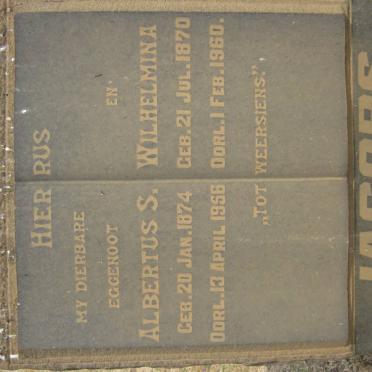 HIER RUS
MY DIERBARE
EGGENOOT EN
ALBERTUS S. WILHELMINA
GEB. 20 JAN. 1874 GEB. 21 JUL. 1870
OORL. 13 APRIL 1956 OORL. 1 FEB. 1960.
„TOT WEERSIENS.”
JACOBS